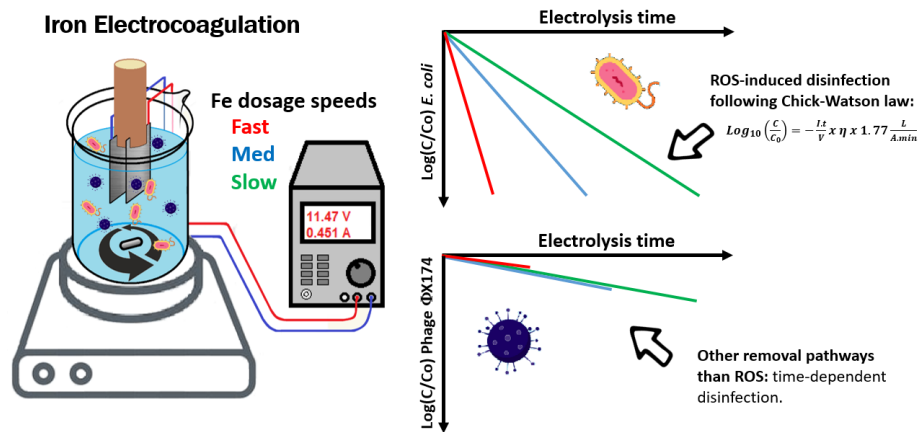 Iron Electrocoagulation
Fe dosage speeds
Fast
Med
Slow
11.47 V
0.451 A
Electrolysis time
Log(C/Co) E. coli
ROS-induced disinfection
following Chick-Watson law:
Log₁₀ (C/C₀) = − I.t/V x η x 1.77 L/A.min
Electrolysis time
Log(C/Co) Phage ΦX174
Other removal pathways
than ROS: time-dependent
disinfection.